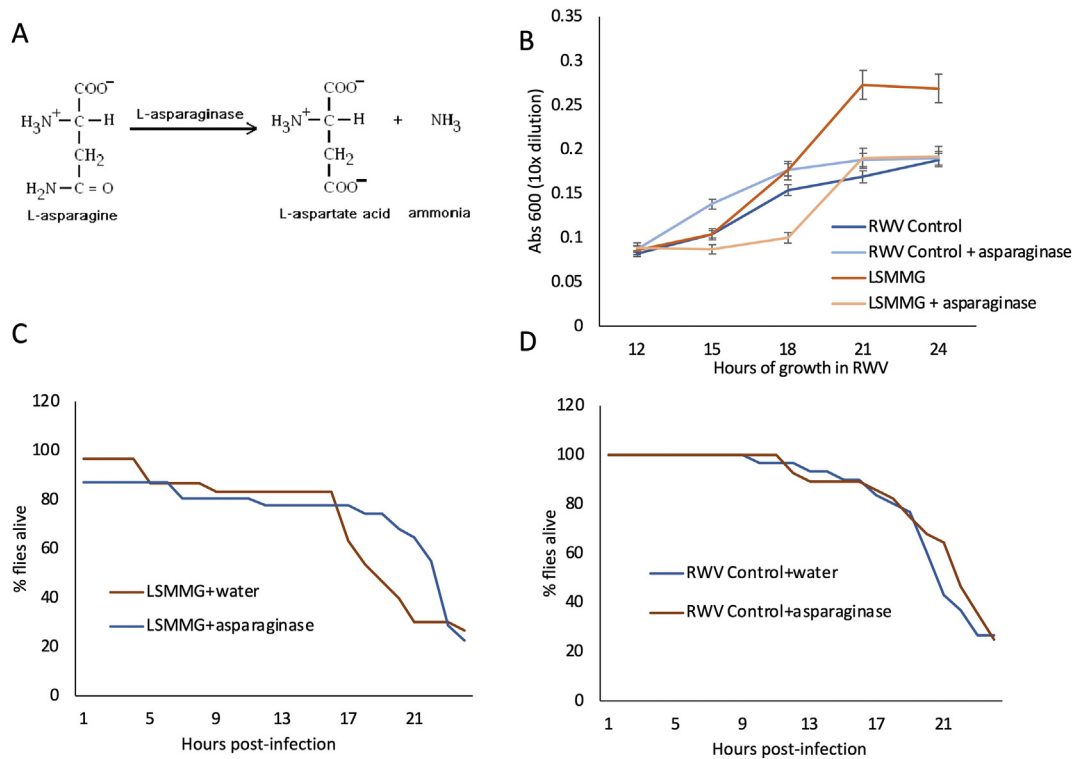 A
COO⁻
H₃N⁺ C H
CH₂
H₂N C = O
L-asparagine
L-asparaginase
COO⁻
H₃N⁺ C H
CH₂
COO⁻
L-aspartate acid
+
NH₃
ammonia
B
Abs 600 (10x dilution)
0.35
0.3
0.25
0.2
0.15
0.1
0.05
0
12 15 18 21 24
Hours of growth in RWV
RWV Control
RWV Control + asparaginase
LSMMG
LSMMG + asparaginase
C
% flies alive
120
100
80
60
40
20
0
1 5 9 13 17 21
Hours post-infection
LSMMG+water
LSMMG+asparaginase
D
% flies alive
120
100
80
60
40
20
0
1 5 9 13 17 21
Hours post-infection
RWV Control+water
RWV Control+asparaginase